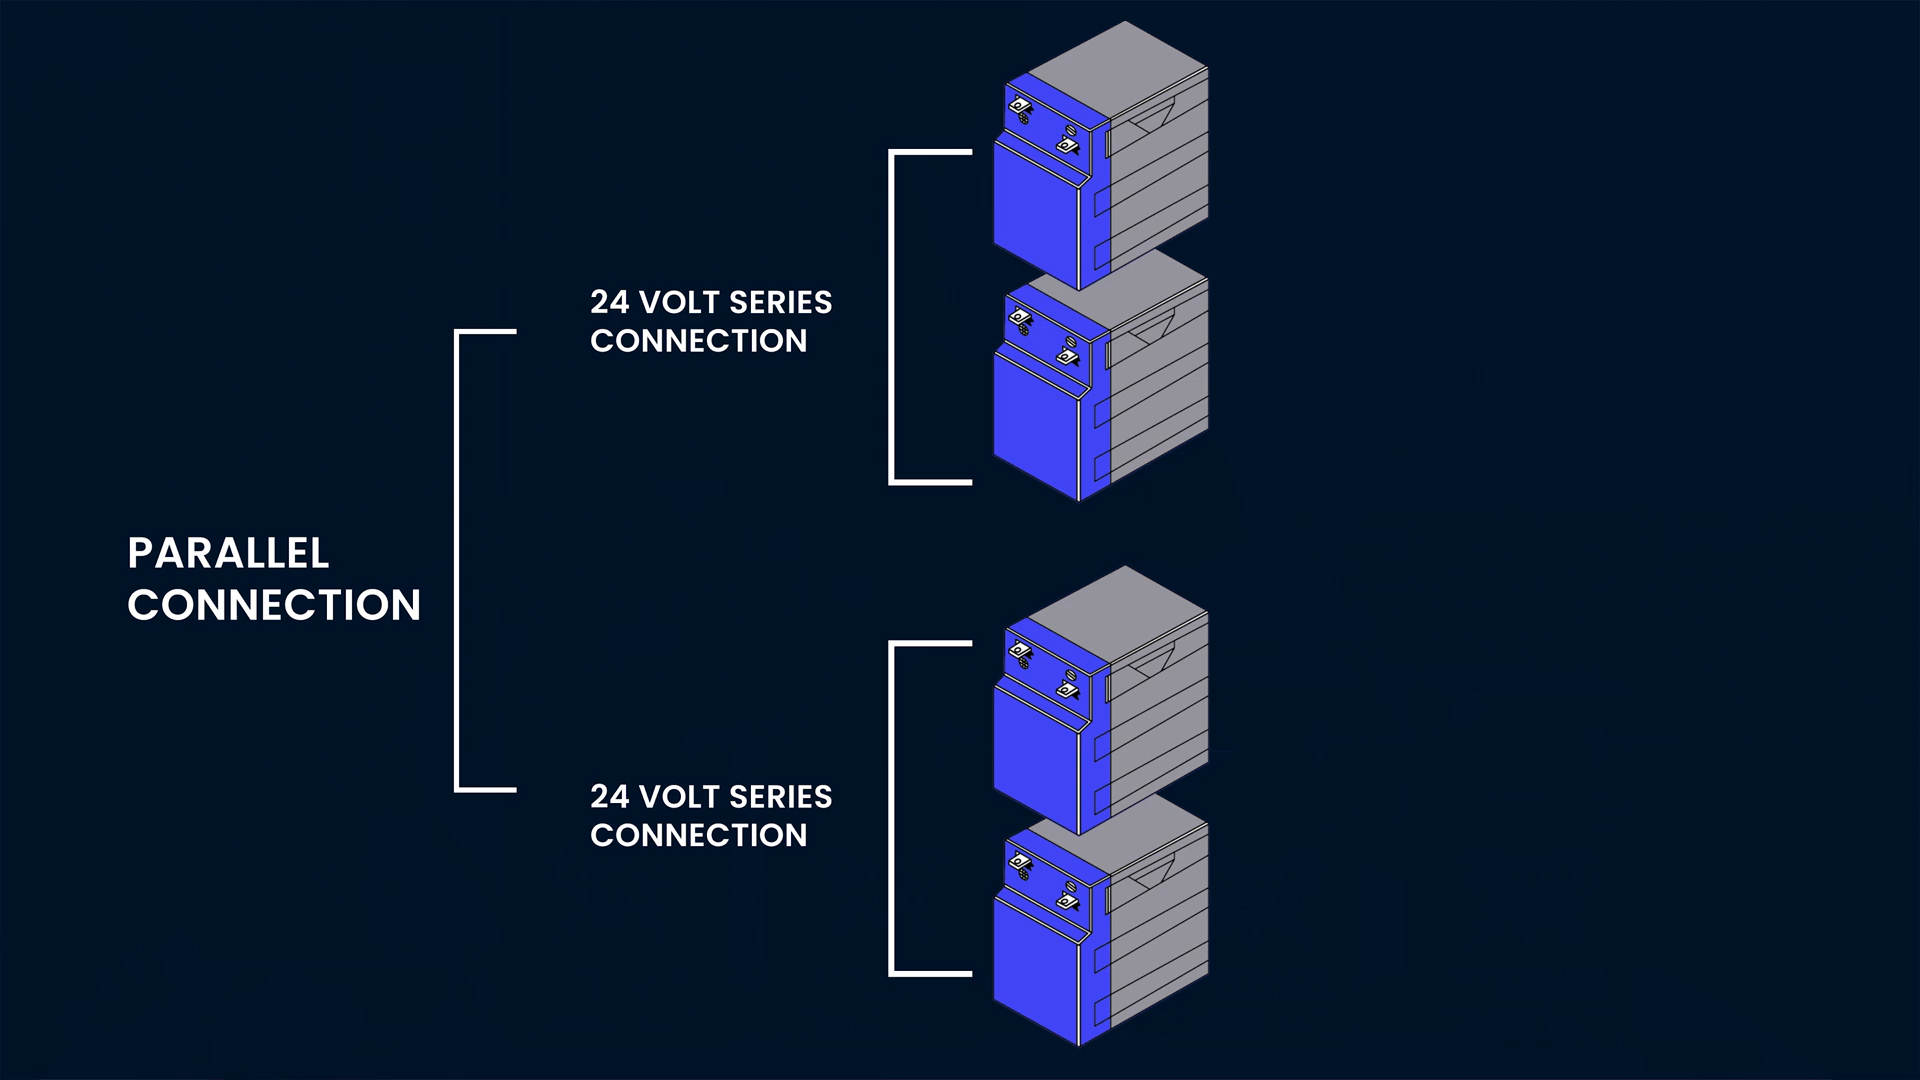 24 VOLT SERIES
CONNECTION
PARALLEL
CONNECTION
24 VOLT SERIES
CONNECTION